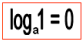 logₐ1 = 0